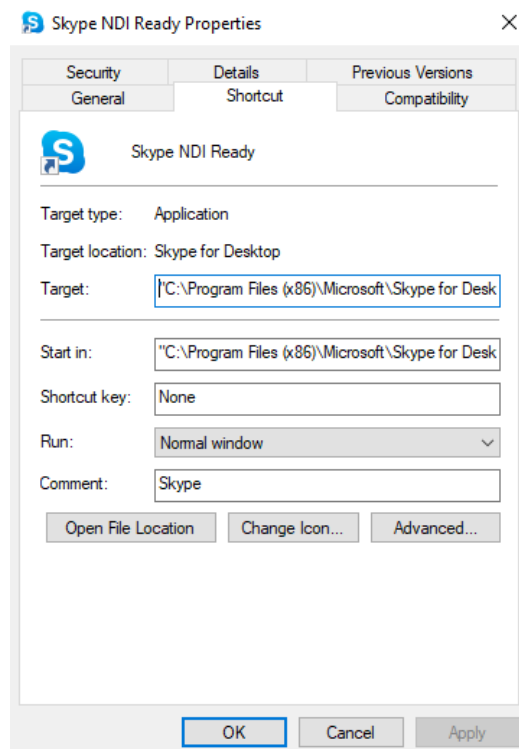 Skype NDI Ready Properties
Security Details Previous Versions
General Shortcut Compatibility
Skype NDI Ready
Target type: Application
Target location: Skype for Desktop
Target: "C:\Program Files (x86)\Microsoft\Skype for Desk
Start in: "C:\Program Files (x86)\Microsoft\Skype for Desk
Shortcut key: None
Run: Normal window
Comment: Skype
Open File Location Change Icon... Advanced...
OK Cancel Apply